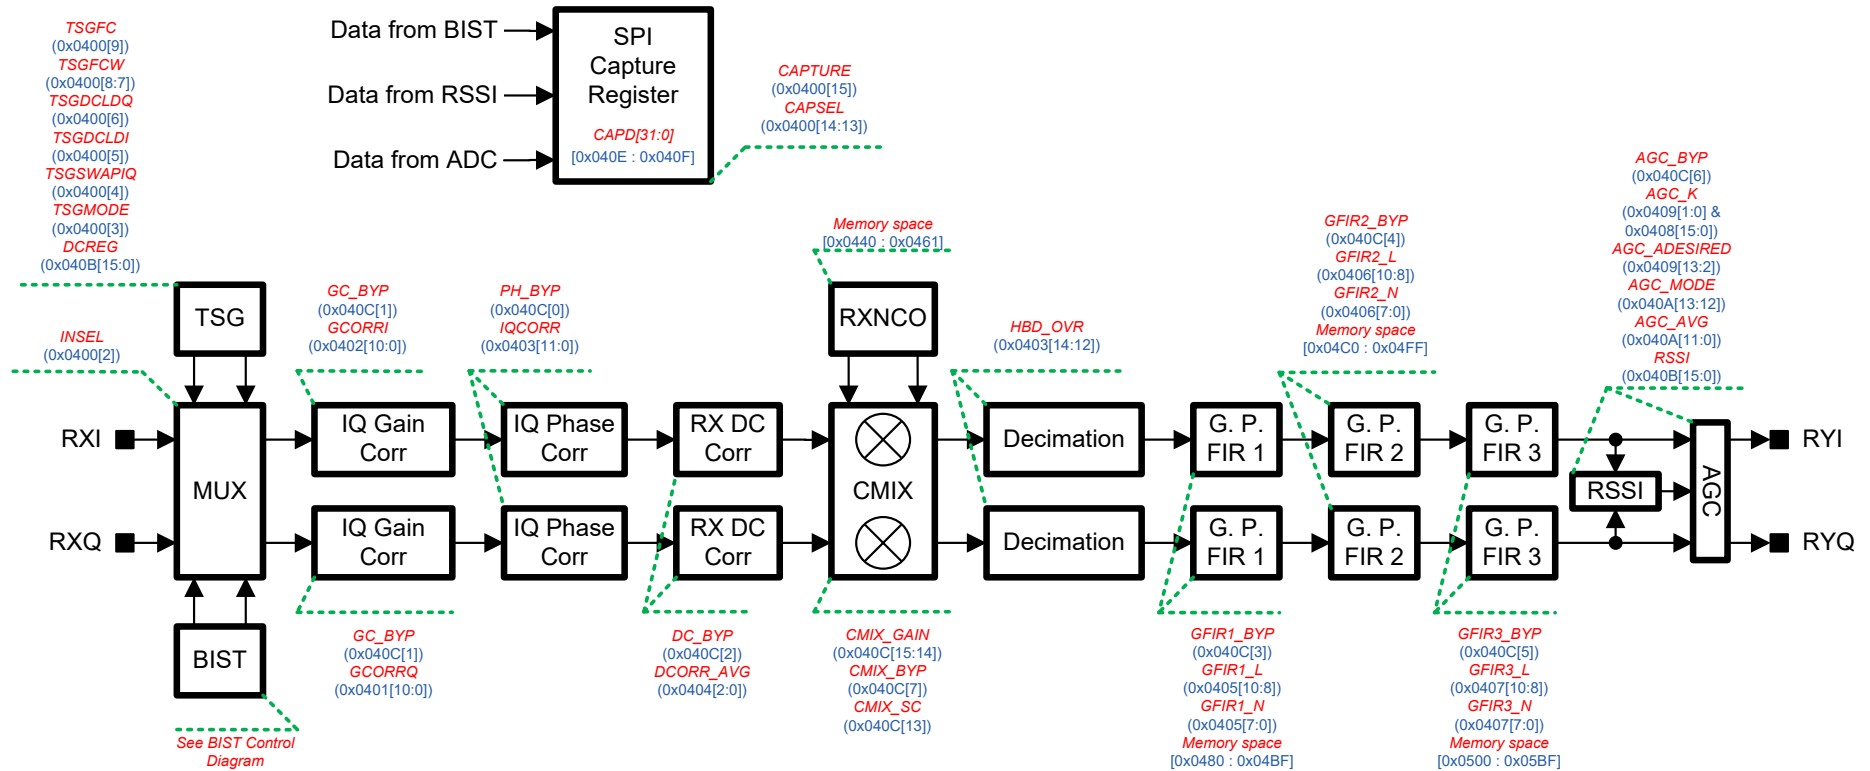 TSGFC
(0x0400[9])
TSGFCW
(0x0400[8:7])
TSGDCLDQ
(0x0400[6])
TSGDCLDI
(0x0400[5])
TSGSWAPIQ
(0x0400[4])
TSGMODE
(0x0400[3])
DCREG
(0x040B[15:0])
Data from BIST
Data from RSSI
Data from ADC
SPI
Capture
Register
CAPD[31:0]
[0x040E : 0x040F]
CAPTURE
(0x0400[15])
CAPSEL
(0x0400[14:13])
INSEL
(0x0400[2])
TSG
GC_BYP
(0x040C[1])
GCORRI
(0x0402[10:0])
PH_BYP
(0x040C[0])
IQCORR
(0x0403[11:0])
Memory space
[0x0440 : 0x0461]
RXNCO
HBD_OVR
(0x0403[14:12])
GFIR2_BYP
(0x040C[4])
GFIR2_L
(0x0406[10:8])
GFIR2_N
(0x0406[7:0])
Memory space
[0x04C0 : 0x04FF]
AGC_BYP
(0x040C[6])
AGC_K
(0x0409[1:0] &
0x0408[15:0])
AGC_ADESIRED
(0x0409[13:2])
AGC_MODE
(0x040A[13:12])
AGC_AVG
(0x040A[11:0])
RSSI
(0x040B[15:0])
RXI
RXQ
MUX
IQ Gain
Corr
IQ Phase
Corr
RX DC
Corr
CMIX
Decimation
G. P.
FIR 1
G. P.
FIR 2
G. P.
FIR 3
RSSI
AGC
RYI
RYQ
IQ Gain
Corr
IQ Phase
Corr
RX DC
Corr
Decimation
G. P.
FIR 1
G. P.
FIR 2
G. P.
FIR 3
BIST
See BIST Control
Diagram
GC_BYP
(0x040C[1])
GCORRQ
(0x0401[10:0])
DC_BYP
(0x040C[2])
DCORR_AVG
(0x0404[2:0])
CMIX_GAIN
(0x040C[15:14])
CMIX_BYP
(0x040C[7])
CMIX_SC
(0x040C[13])
GFIR1_BYP
(0x040C[3])
GFIR1_L
(0x0405[10:8])
GFIR1_N
(0x0405[7:0])
Memory space
[0x0480 : 0x04BF]
GFIR3_BYP
(0x040C[5])
GFIR3_L
(0x0407[10:8])
GFIR3_N
(0x0407[7:0])
Memory space
[0x0500 : 0x05BF]